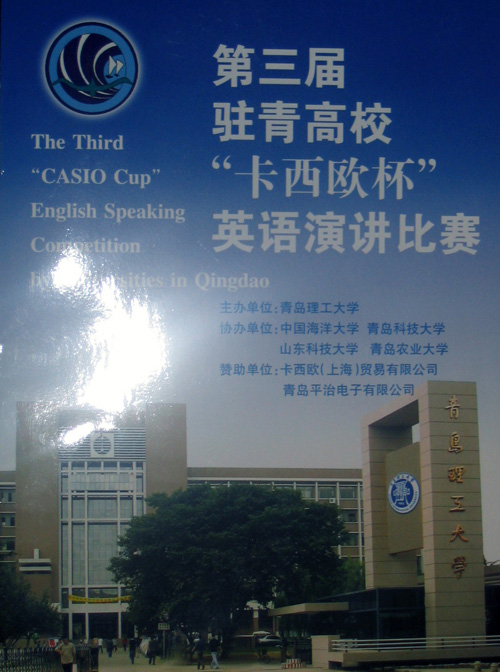 第三届
驻青高校
“卡西欧杯”
英语演讲比赛
The Third
"CASIO Cup"
English Speaking
Competition
in Qingdao
主办单位：青岛理工大学
协办单位：中国海洋大学 青岛科技大学
山东科技大学 青岛农业大学
赞助单位：卡西欧（上海）贸易有限公司
青岛平治电子有限公司
青島理工大學